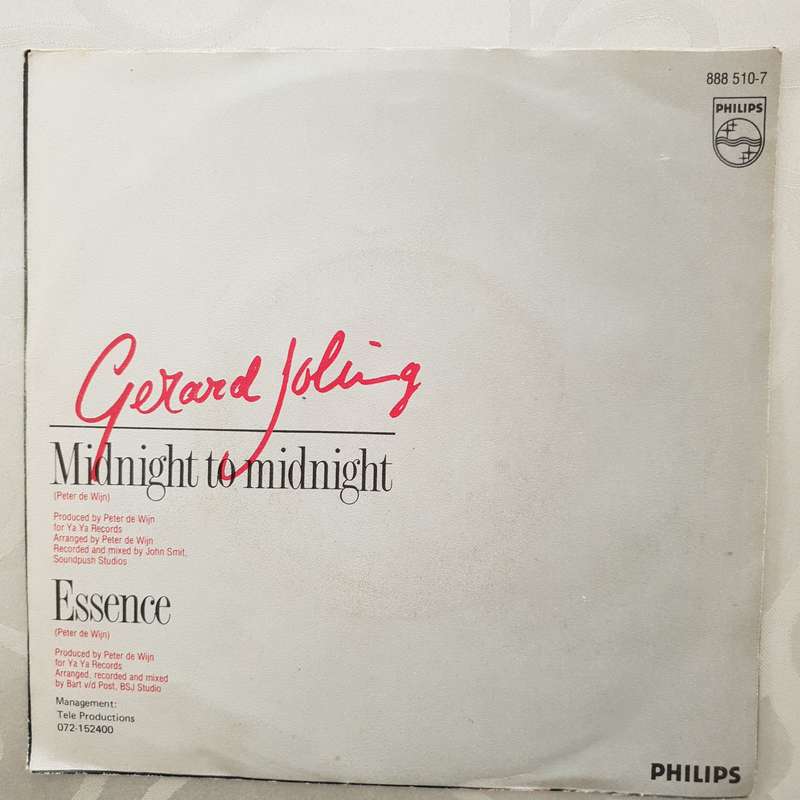 888 510-7
PHILIPS
Gerard Joling
Midnight to midnight
(Peter de Wijn)
Produced by Peter de Wijn
for Ya Ya Records
Arranged by Peter de Wijn
Recorded and mixed by John Smit,
Soundpush Studios
Essence
(Peter de Wijn)
Produced by Peter de Wijn
for Ya Ya Records
Arranged, recorded and mixed
by Bart v/d Post, BSJ Studio
Management:
Tele Productions
072-152400
PHILIPS